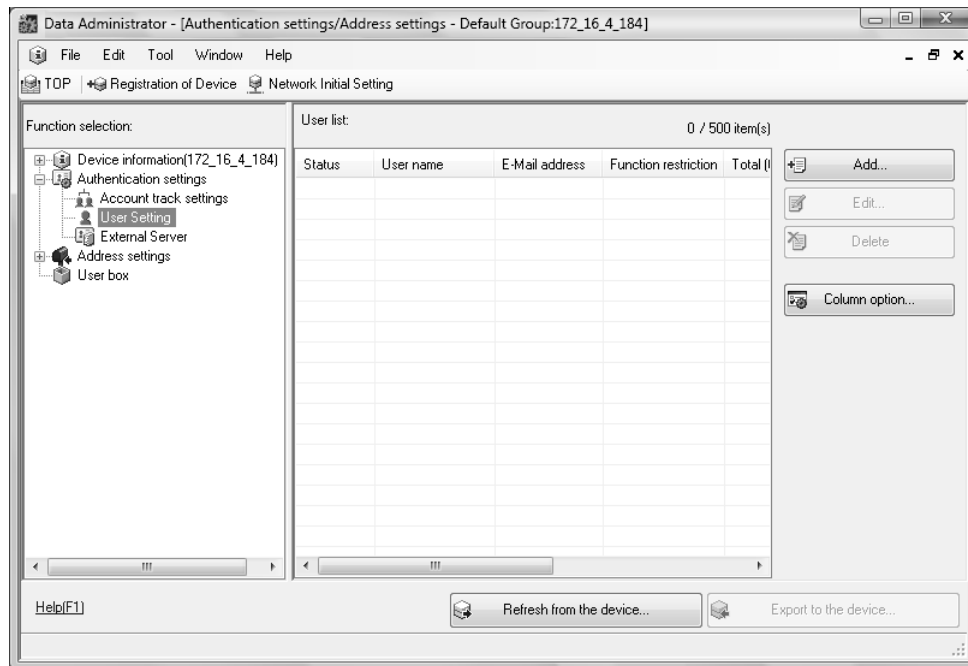 Data Administrator - [Authentication settings/Address settings - Default Group:172_16_4_184]
File Edit Tool Window Help
TOP Registration of Device Network Initial Setting
Function selection:
Device information(172_16_4_184)
Authentication settings
Account track settings
User Setting
External Server
Address settings
User box
User list:
0 / 500 item(s)
Status User name E-Mail address Function restriction Total (
Add...
Edit...
Delete
Column option...
Help(F1)
Refresh from the device...
Export to the device...